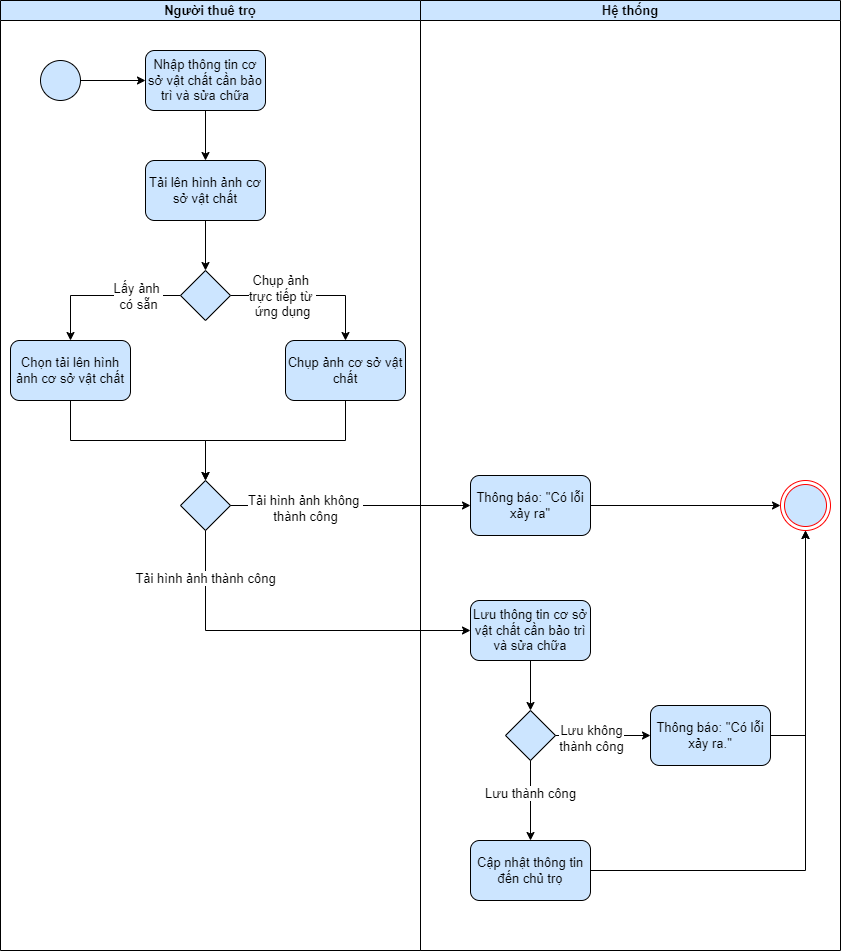 Người thuê trọ
Hệ thống
Nhập thông tin cơ
sở vật chất cần bảo
trì và sửa chữa
Tải lên hình ảnh cơ
sở vật chất
Lấy ảnh
có sẵn
Chụp ảnh
trực tiếp từ
ứng dụng
Chọn tải lên hình
ảnh cơ sở vật chất
Chụp ảnh cơ sở vật
chất
Tải hình ảnh không
thành công
Thông báo: "Có lỗi
xảy ra"
Tải hình ảnh thành công
Lưu thông tin cơ sở
vật chất cần bảo trì
và sửa chữa
Lưu không
thành công
Thông báo: "Có lỗi
xảy ra."
Lưu thành công
Cập nhật thông tin
đến chủ trọ